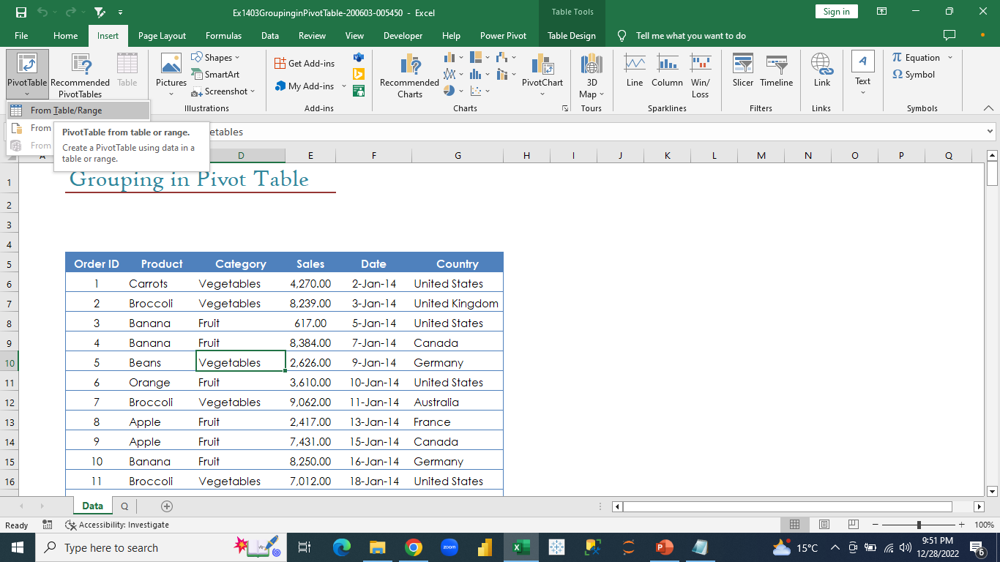 Ex1403GroupinginPivotTable-200603-005450 - Excel
Table Tools
Sign in
File Home Insert Page Layout Formulas Data Review View Developer Help Power Pivot Table Design Tell me what you want to do
PivotTable
Recommended PivotTables
Table
Pictures
Shapes
SmartArt
Screenshot
Illustrations
Get Add-ins
My Add-ins
Add-ins
Recommended Charts
PivotChart
Charts
3D Map
Tours
Line
Column
Win/ Loss
Sparklines
Slicer
Timeline
Filters
Link
Links
Text
Equation
Symbol
Symbols
From Table/Range
From
From
PivotTable from table or range.
Create a PivotTable using data in a
table or range.
etables
A D E F G H I J K L M N O P Q
1 Grouping in Pivot Table
2
3
4
5 Order ID Product Category Sales Date Country
6 1 Carrots Vegetables 4,270.00 2-Jan-14 United States
7 2 Broccoli Vegetables 8,239.00 3-Jan-14 United Kingdom
8 3 Banana Fruit 617.00 5-Jan-14 United States
9 4 Banana Fruit 8,384.00 7-Jan-14 Canada
10 5 Beans Vegetables 2,626.00 9-Jan-14 Germany
11 6 Orange Fruit 3,610.00 10-Jan-14 United States
12 7 Broccoli Vegetables 9,062.00 11-Jan-14 Australia
13 8 Apple Fruit 2,417.00 13-Jan-14 France
14 9 Apple Fruit 7,431.00 15-Jan-14 Canada
15 10 Banana Fruit 8,250.00 16-Jan-14 Germany
16 11 Broccoli Vegetables 7,012.00 18-Jan-14 United States
Data Q
Ready Accessibility: Investigate 100%
Type here to search
zoom
15°C
9:51 PM
12/28/2022
6